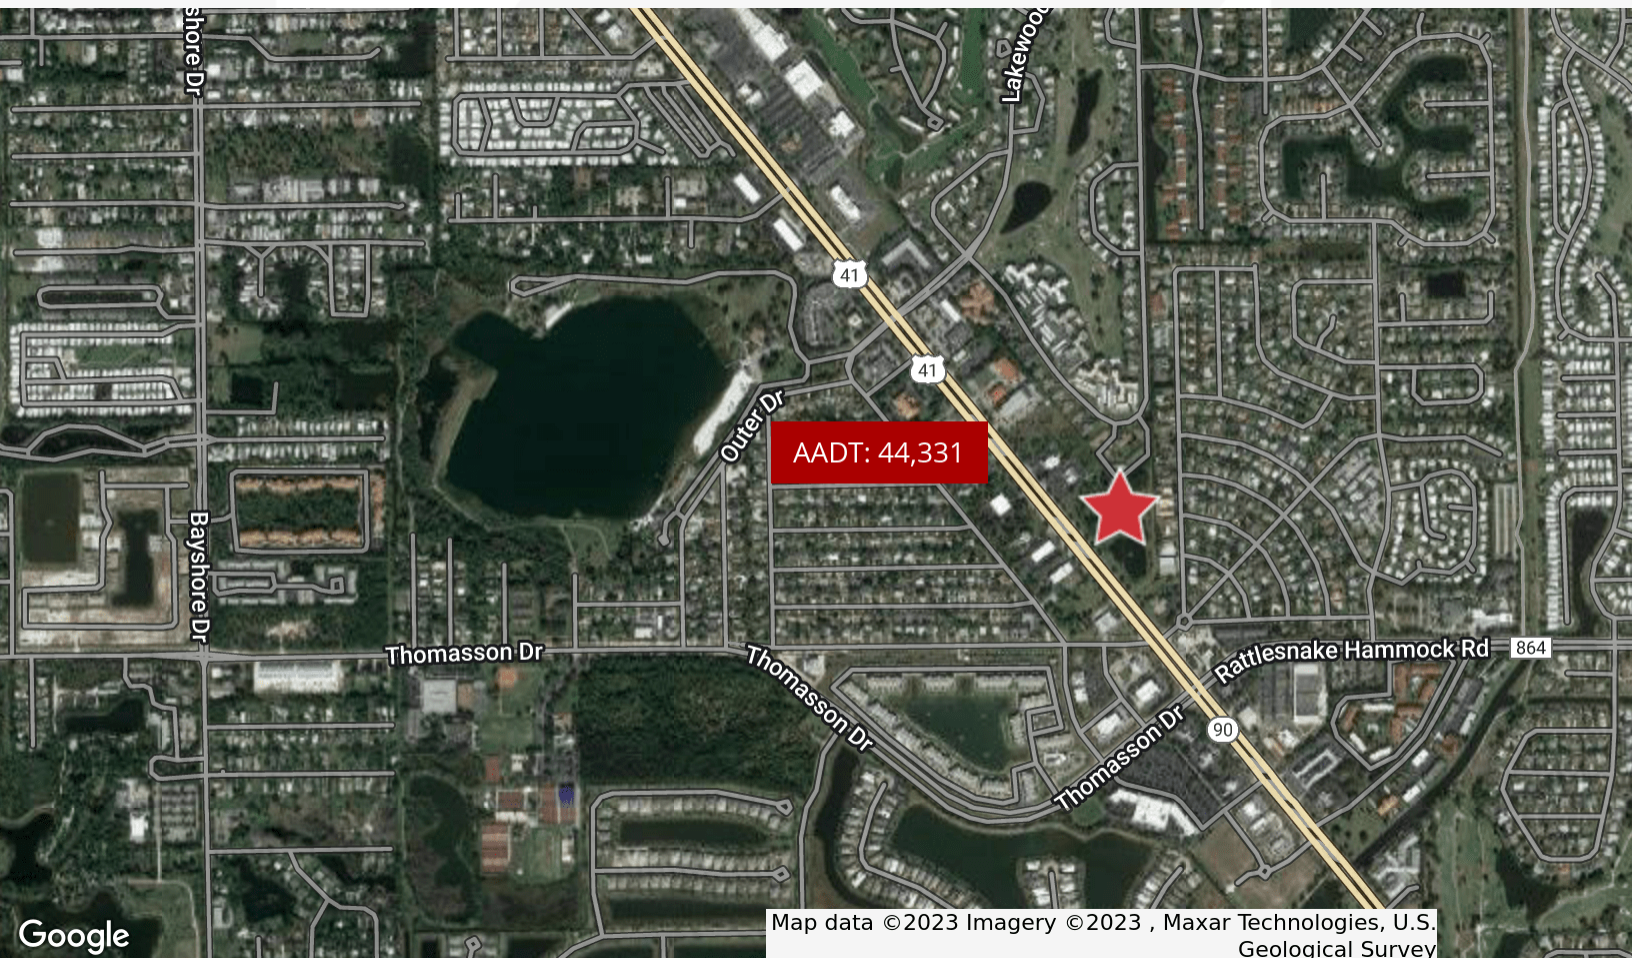 shore Dr
Lakewood
41
41
Outer Dr
AADT: 44,331
Bayshore Dr
Thomasson Dr
Thomasson Dr
Rattlesnake Hammock Rd
864
Thomasson Dr
90
Google
Map data ©2023 Imagery ©2023 , Maxar Technologies, U.S.
Geological Survey